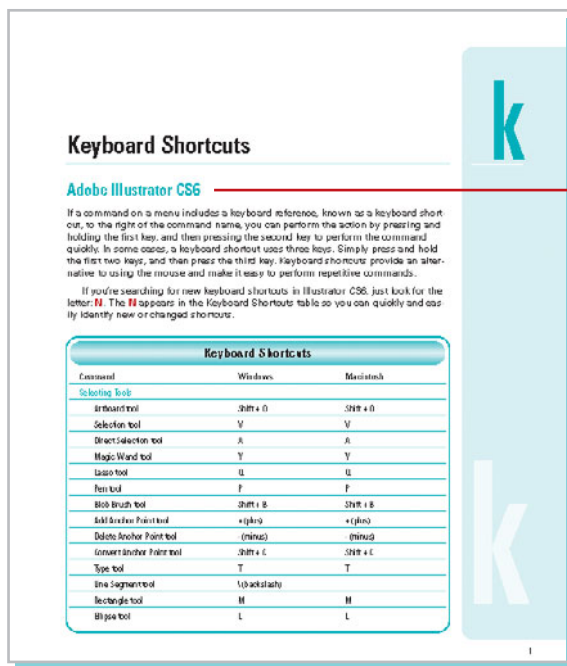 k
Keyboard Shortcuts
Adobe Illustrator CS6
If a command on a menu includes a keyboard reference, known as a keyboard short
cut, to the right of the command name, you can perform the action by pressing and
holding the first key, and then pressing the second key to perform the command
quickly. In some cases, a keyboard shortcut uses three keys. Simply press and hold
the first two keys, and then press the third key. Keyboard shortcuts provide an alter-
native to using the mouse and make it easy to perform repetitive commands.
If you're searching for new keyboard shortcuts in Illustrator CS6, just look for the
letter: N. The N appears in the Keyboard Shortcuts table so you can quickly and eas-
ily identify new or changed shortcuts.
Keyboard Shortcuts
Command Windows Macintosh
Selecting Tools
Artboard tool Shift + O Shift + O
Selection tool V V
Direct Selection tool A A
Magic Wand tool Y Y
Lasso tool Q Q
Pen tool P P
Blob Brush tool Shift + B Shift + B
Add Anchor Point tool + (plus) + (plus)
Delete Anchor Point tool - (minus) - (minus)
Convert Anchor Point tool Shift + C Shift + C
Type tool T T
Line Segment tool \ (backslash)
Rectangle tool M M
Ellipse tool L L
k
1